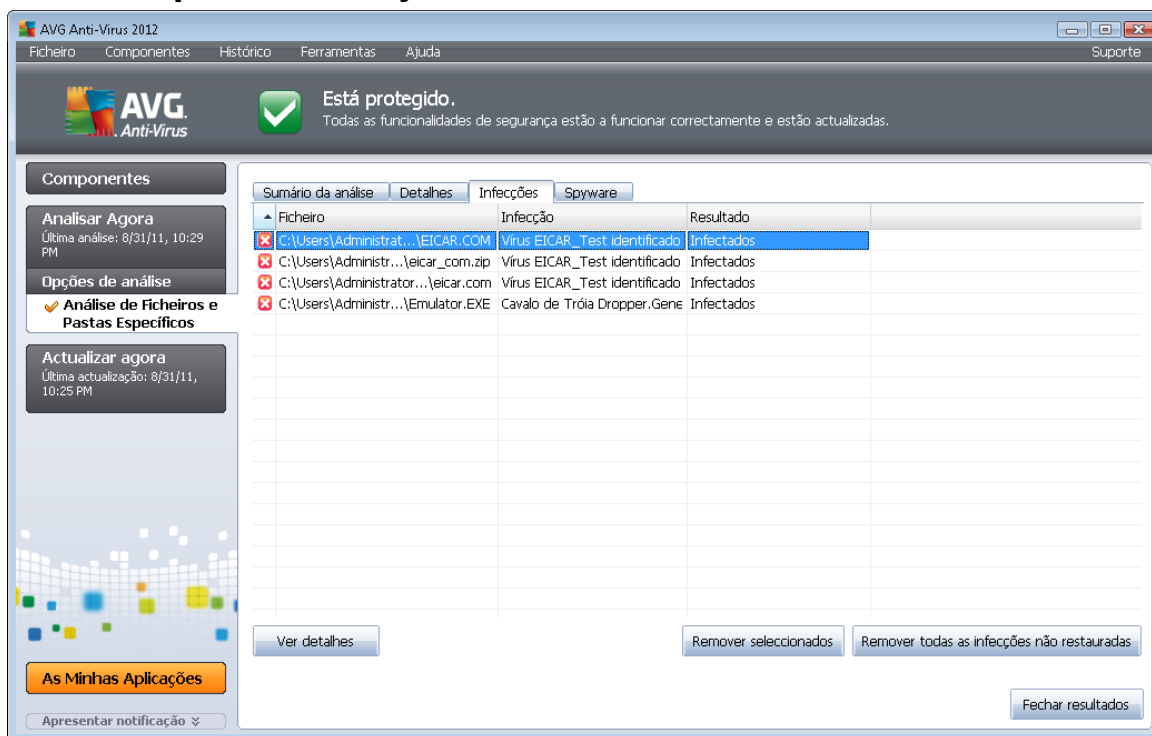 AVG Anti-Virus 2012
Ficheiro Componentes Histórico Ferramentas Ajuda Suporte
AVG.
Anti-Virus
Está protegido.
Todas as funcionalidades de segurança estão a funcionar correctamente e estão actualizadas.
Componentes
Analisar Agora
Última análise: 8/31/11, 10:29
PM
Opções de análise
Análise de Ficheiros e
Pastas Específicos
Actualizar agora
Última actualização: 8/31/11,
10:25 PM
As Minhas Aplicações
Apresentar notificação
Sumário da análise Detalhes Infecções Spyware
Ficheiro Infecção Resultado
C:\Users\Administrat...\EICAR.COM Vírus EICAR_Test identificado Infectados
C:\Users\Administr...\eicar_com.zip Vírus EICAR_Test identificado Infectados
C:\Users\Administrator...\eicar.com Vírus EICAR_Test identificado Infectados
C:\Users\Administr...\Emulator.EXE Cavalo de Tróia Dropper.Gene Infectados
Ver detalhes Remover seleccionados Remover todas as infecções não restauradas
Fechar resultados